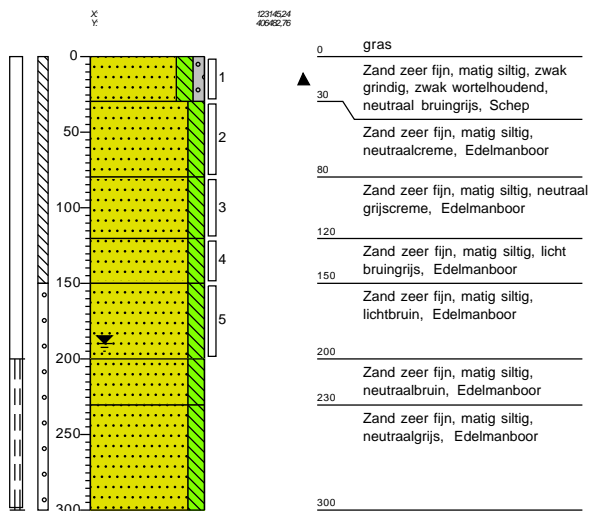 X: 123145,24
Y: 406482,76
0
50
100
150
200
250
300
1
2
3
4
5
0
gras
Zand zeer fijn, matig siltig, zwak
grindig, zwak wortelhoudend,
neutraal bruingrijs, Schep
30
Zand zeer fijn, matig siltig,
neutraalcreme, Edelmanboor
80
Zand zeer fijn, matig siltig, neutraal
grijscreme, Edelmanboor
120
Zand zeer fijn, matig siltig, licht
bruingrijs, Edelmanboor
150
Zand zeer fijn, matig siltig,
lichtbruin, Edelmanboor
200
Zand zeer fijn, matig siltig,
neutraalbruin, Edelmanboor
230
Zand zeer fijn, matig siltig,
neutraalgrijs, Edelmanboor
300